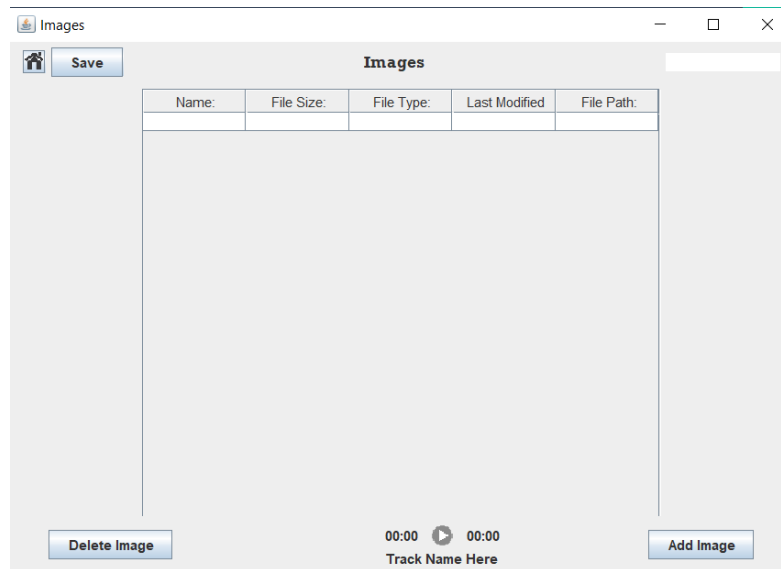 Images
Save
Images
Name: File Size: File Type: Last Modified File Path:
Delete Image
00:00 00:00
Track Name Here
Add Image